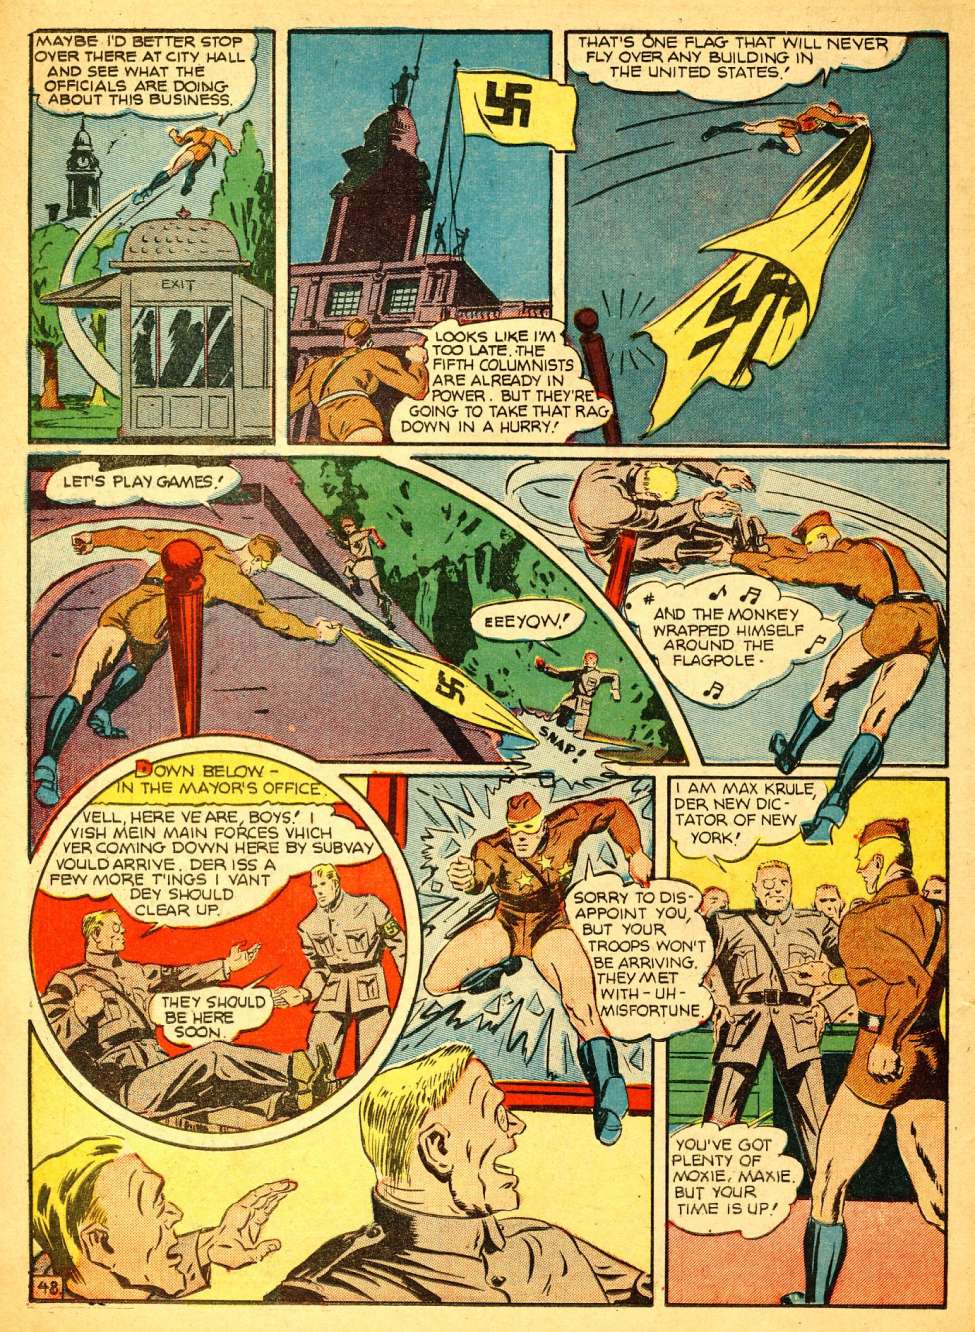 MAYBE I'D BETTER STOP
OVER THERE AT CITY HALL
AND SEE WHAT THE
OFFICIALS ARE DOING
ABOUT THIS BUSINESS.
EXIT
LOOKS LIKE I'M
TOO LATE. THE
FIFTH COLUMNISTS
ARE ALREADY IN
POWER. BUT THEY'RE
GOING TO TAKE THAT RAG
DOWN IN A HURRY!
THAT'S ONE FLAG THAT WILL NEVER
FLY OVER ANY BUILDING IN
THE UNITED STATES!
LET'S PLAY GAMES!
EEEYOW!
SNAP!
AND THE MONKEY
WRAPPED HIMSELF
AROUND THE
FLAGPOLE-
DOWN BELOW-
IN THE MAYOR'S OFFICE.
VELL, HERE VE ARE, BOYS! I
VISH MEIN MAIN FORCES VHICH
VER COMING DOWN HERE BY SUBVAY
VOULD ARRIVE. DER ISS A
FEW MORE T'INGS I VANT
DEY SHOULD
CLEAR UP.
THEY SHOULD
BE HERE
SOON.
SORRY TO DIS-
APPOINT YOU,
BUT YOUR
TROOPS WON'T
BE ARRIVING.
THEY MET
WITH-UH-
MISFORTUNE.
I AM MAX KRULE,
DER NEW DIC-
TATOR OF NEW
YORK!
YOU'VE GOT
PLENTY OF
MOXIE, MAXIE.
BUT YOUR
TIME IS UP!
48